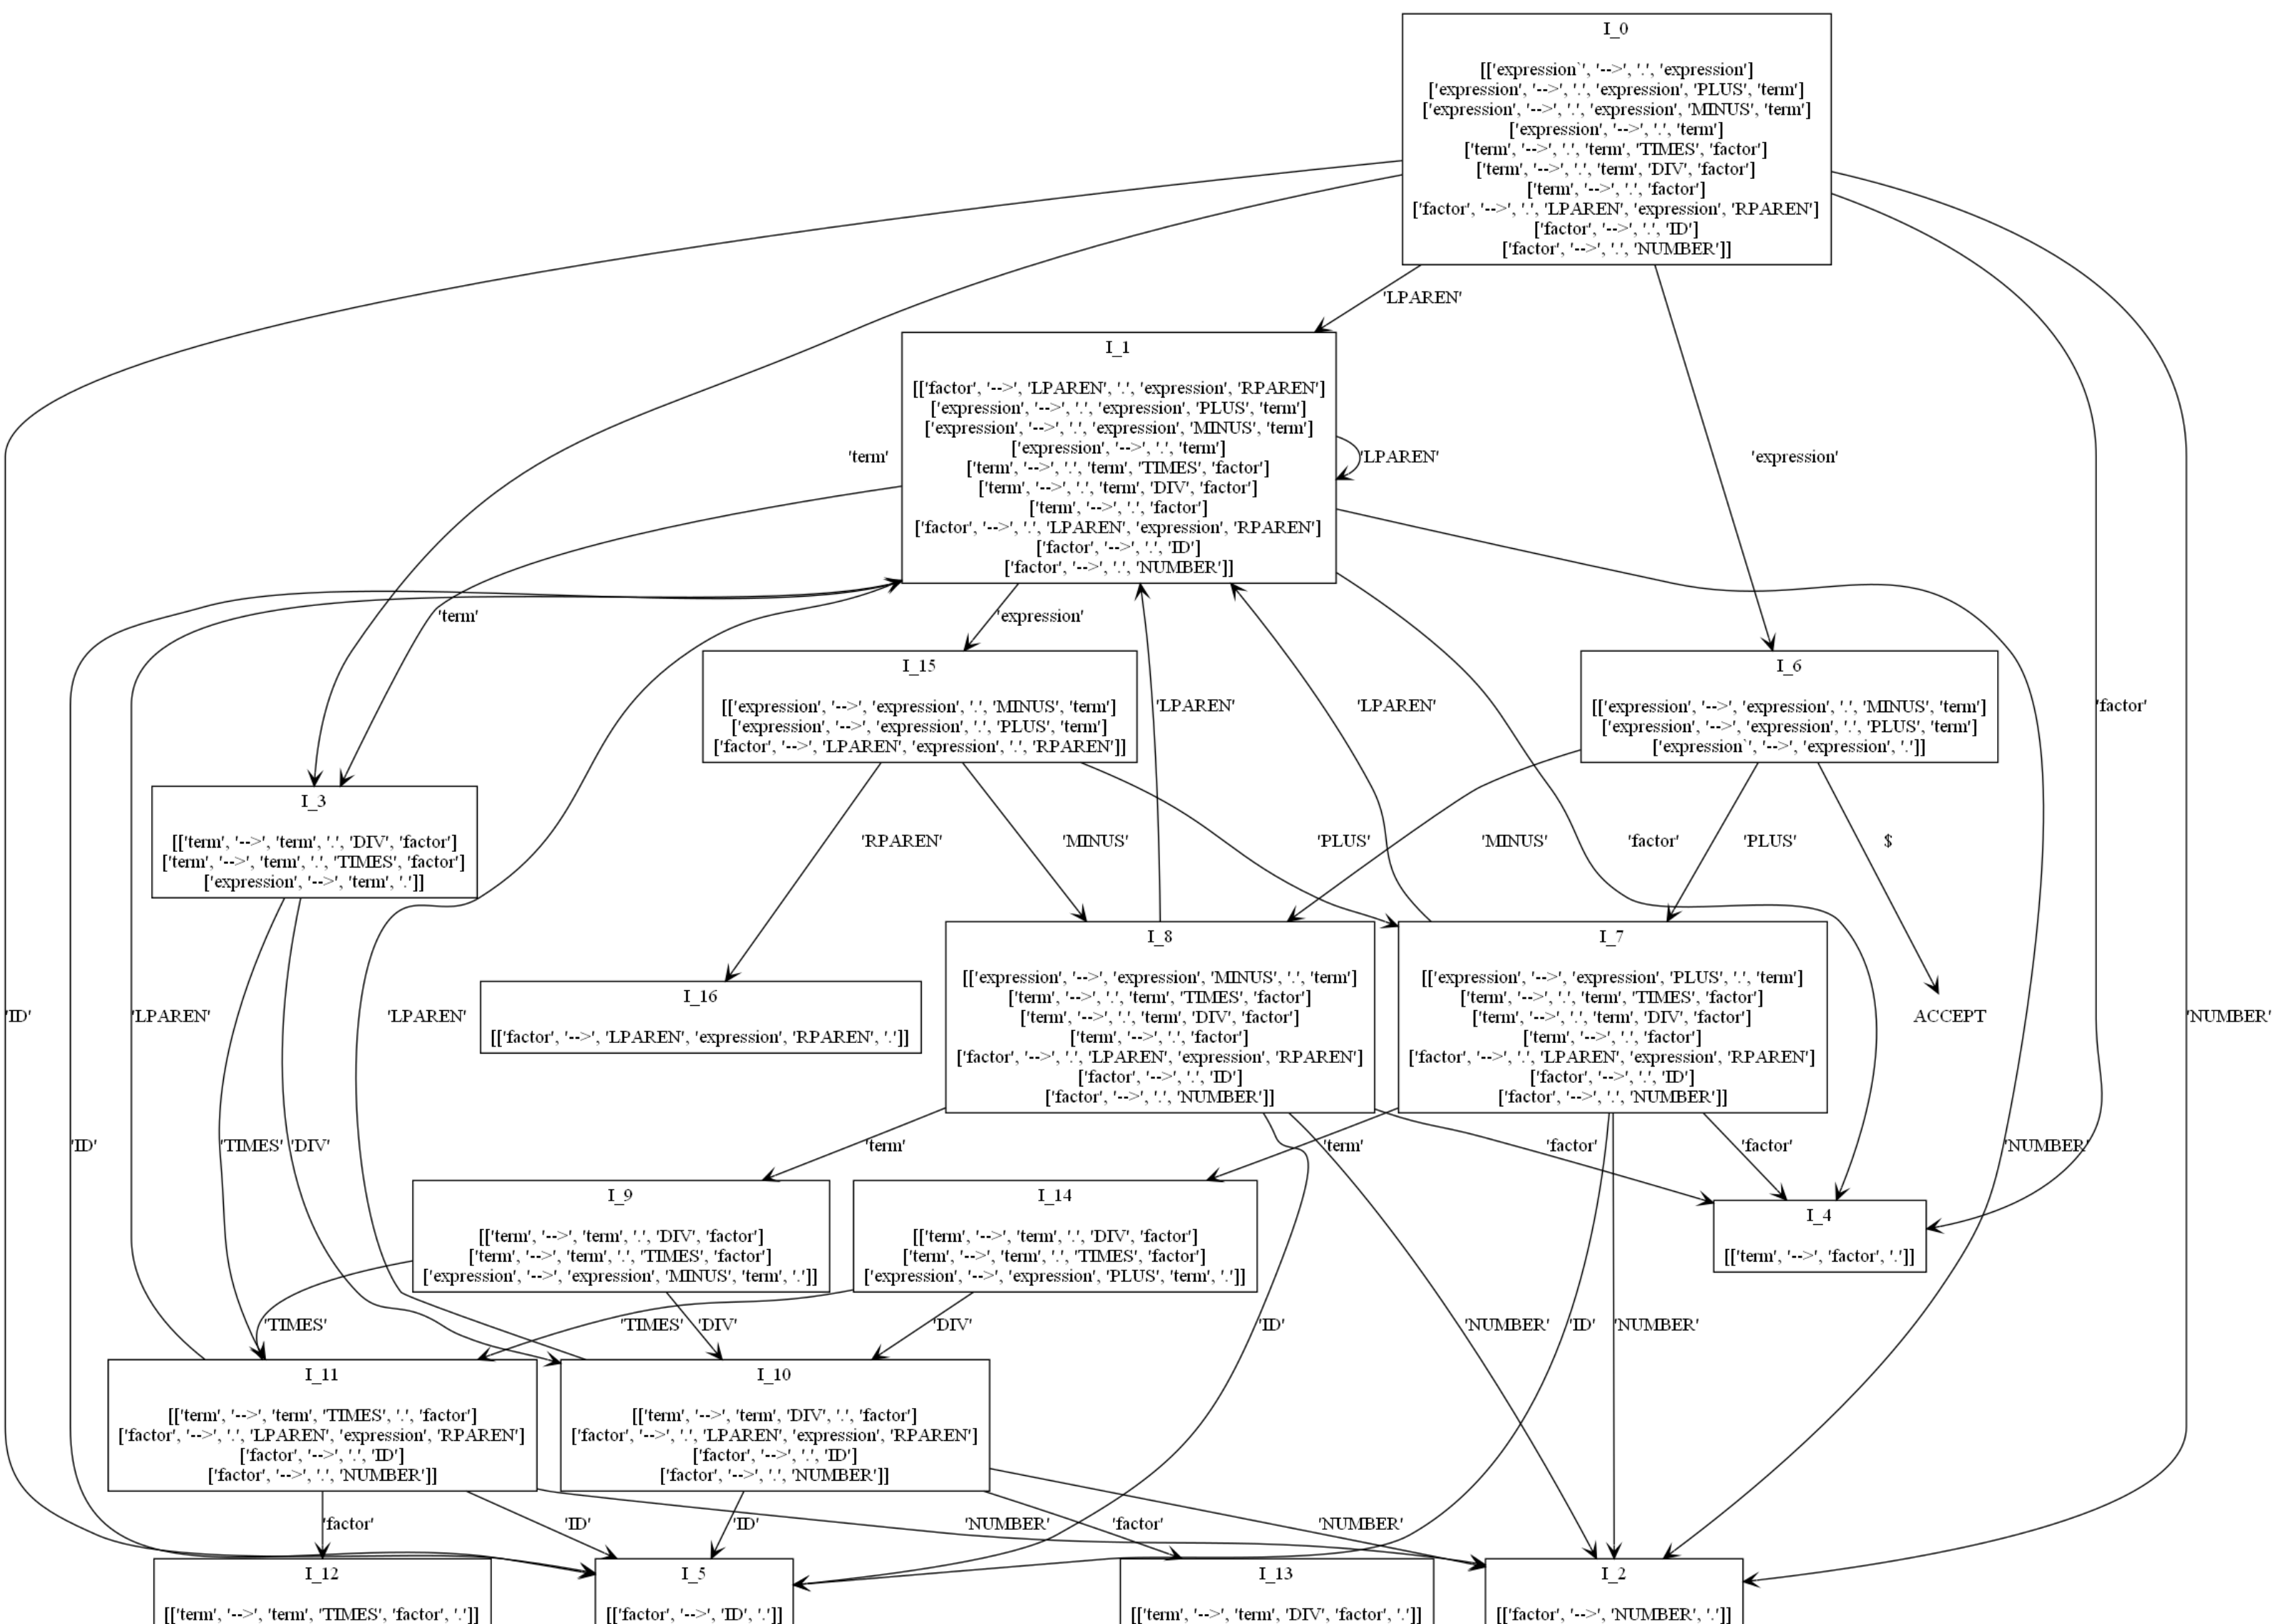 I_0
[['expression`', '-->', '.', 'expression']
['expression', '-->', '.', 'expression', 'PLUS', 'term']
['expression', '-->', '.', 'expression', 'MINUS', 'term']
['expression', '-->', '.', 'term']
['term', '-->', '.', 'term', 'TIMES', 'factor']
['term', '-->', '.', 'term', 'DIV', 'factor']
['term', '-->', '.', 'factor']
['factor', '-->', '.', 'LPAREN', 'expression', 'RPAREN']
['factor', '-->', '.', 'ID']
['factor', '-->', '.', 'NUMBER']]
'LPAREN'
I_1
[['factor', '-->', 'LPAREN', '.', 'expression', 'RPAREN']
['expression', '-->', '.', 'expression', 'PLUS', 'term']
['expression', '-->', '.', 'expression', 'MINUS', 'term']
['expression', '-->', '.', 'term']
['term', '-->', '.', 'term', 'TIMES', 'factor']
['term', '-->', '.', 'term', 'DIV', 'factor']
['term', '-->', '.', 'factor']
['factor', '-->', '.', 'LPAREN', 'expression', 'RPAREN']
['factor', '-->', '.', 'ID']
['factor', '-->', '.', 'NUMBER']]
'term'
'LPAREN'
'expression'
'term'
'expression'
I_15
[['expression', '-->', 'expression', '.', 'MINUS', 'term']
['expression', '-->', 'expression', '.', 'PLUS', 'term']
['factor', '-->', 'LPAREN', 'expression', '.', 'RPAREN']]
I_6
[['expression', '-->', 'expression', '.', 'MINUS', 'term']
['expression', '-->', 'expression', '.', 'PLUS', 'term']
['expression`', '-->', 'expression', '.']]
'LPAREN'
'LPAREN'
'factor'
I_3
[['term', '-->', 'term', '.', 'DIV', 'factor']
['term', '-->', 'term', '.', 'TIMES', 'factor']
['expression', '-->', 'term', '.']]
'RPAREN'
'MINUS'
'PLUS'
'MINUS'
'factor'
'PLUS'
$
I_16
[['factor', '-->', 'LPAREN', 'expression', 'RPAREN', '.']]
I_8
[['expression', '-->', 'expression', 'MINUS', '.', 'term']
['term', '-->', '.', 'term', 'TIMES', 'factor']
['term', '-->', '.', 'term', 'DIV', 'factor']
['term', '-->', '.', 'factor']
['factor', '-->', '.', 'LPAREN', 'expression', 'RPAREN']
['factor', '-->', '.', 'ID']
['factor', '-->', '.', 'NUMBER']]
I_7
[['expression', '-->', 'expression', 'PLUS', '.', 'term']
['term', '-->', '.', 'term', 'TIMES', 'factor']
['term', '-->', '.', 'term', 'DIV', 'factor']
['term', '-->', '.', 'factor']
['factor', '-->', '.', 'LPAREN', 'expression', 'RPAREN']
['factor', '-->', '.', 'ID']
['factor', '-->', '.', 'NUMBER']]
'ID'
'LPAREN'
'LPAREN'
ACCEPT
'NUMBER'
'ID'
'TIMES'
'DIV'
'term'
'term'
'factor'
'factor'
'NUMBER'
I_9
[['term', '-->', 'term', '.', 'DIV', 'factor']
['term', '-->', 'term', '.', 'TIMES', 'factor']
['expression', '-->', 'expression', 'MINUS', 'term', '.']]
I_14
[['term', '-->', 'term', '.', 'DIV', 'factor']
['term', '-->', 'term', '.', 'TIMES', 'factor']
['expression', '-->', 'expression', 'PLUS', 'term', '.']]
I_4
[['term', '-->', 'factor', '.']]
'TIMES'
'TIMES'
'DIV'
'DIV'
'ID'
'NUMBER'
'ID'
'NUMBER'
I_11
[['term', '-->', 'term', 'TIMES', '.', 'factor']
['factor', '-->', '.', 'LPAREN', 'expression', 'RPAREN']
['factor', '-->', '.', 'ID']
['factor', '-->', '.', 'NUMBER']]
I_10
[['term', '-->', 'term', 'DIV', '.', 'factor']
['factor', '-->', '.', 'LPAREN', 'expression', 'RPAREN']
['factor', '-->', '.', 'ID']
['factor', '-->', '.', 'NUMBER']]
'factor'
'ID'
'ID'
'NUMBER'
'factor'
'NUMBER'
I_12
[['term', '-->', 'term', 'TIMES', 'factor', '.']]
I_5
[['factor', '-->', 'ID', '.']]
I_13
[['term', '-->', 'term', 'DIV', 'factor', '.']]
I_2
[['factor', '-->', 'NUMBER', '.']]